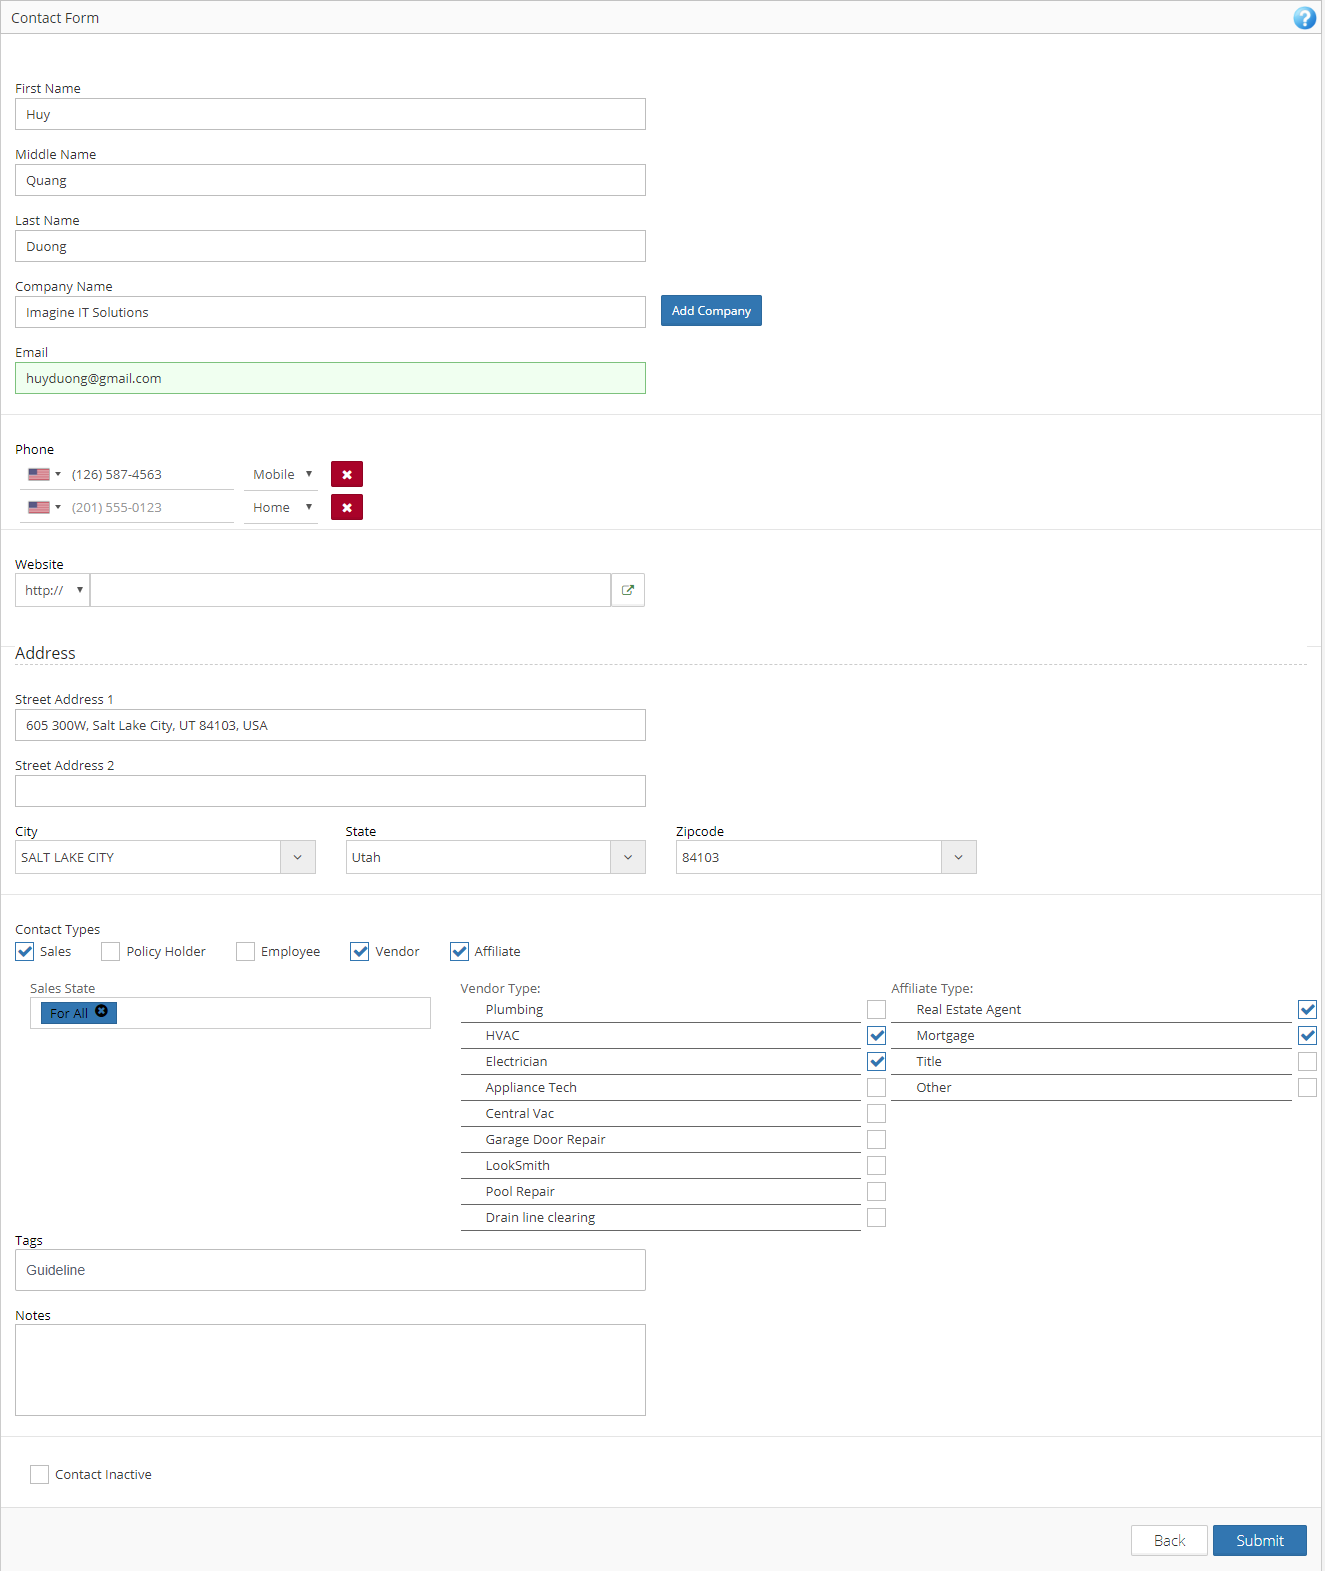 Contact Form
?
First Name
Huy
Middle Name
Quang
Last Name
Duong
Company Name
Imagine IT Solutions
Add Company
Email
huyduong@gmail.com
Phone
(126) 587-4563 Mobile
(201) 555-0123 Home
Website
http://
Address
Street Address 1
605 300W, Salt Lake City, UT 84103, USA
Street Address 2
City State Zipcode
SALT LAKE CITY Utah 84103
Contact Types
Sales Policy Holder Employee Vendor Affiliate
Sales State
For All
Vendor Type:
Plumbing
HVAC
Electrician
Appliance Tech
Central Vac
Garage Door Repair
LookSmith
Pool Repair
Drain line clearing
Affiliate Type:
Real Estate Agent
Mortgage
Title
Other
Tags
Guideline
Notes
Contact Inactive
Back Submit